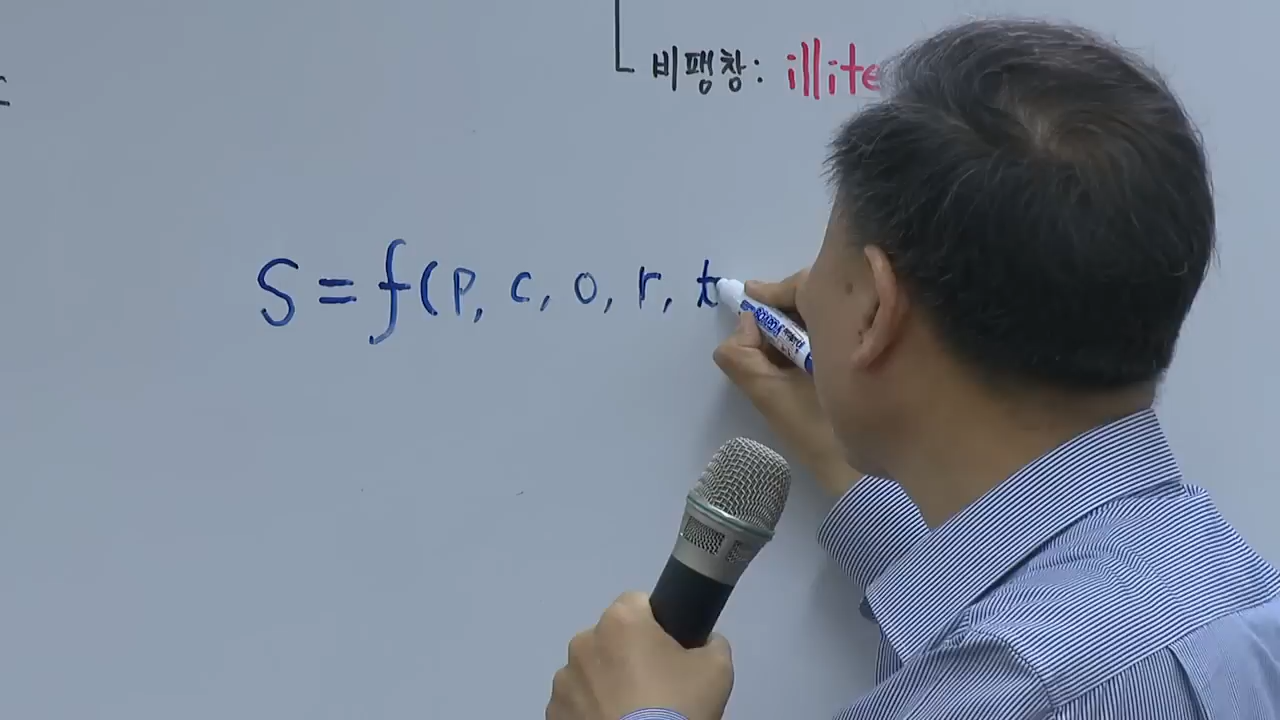 비팽창: illite
S = f(p, c, o, r, t